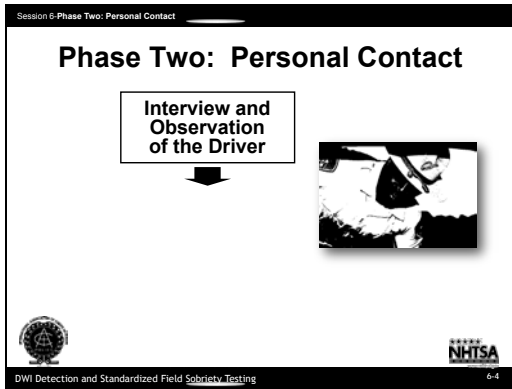 Session 6-Phase Two: Personal Contact
Phase Two: Personal Contact
Interview and
Observation
of the Driver
NHTSA
DWI Detection and Standardized Field Sobriety Testing
6-4